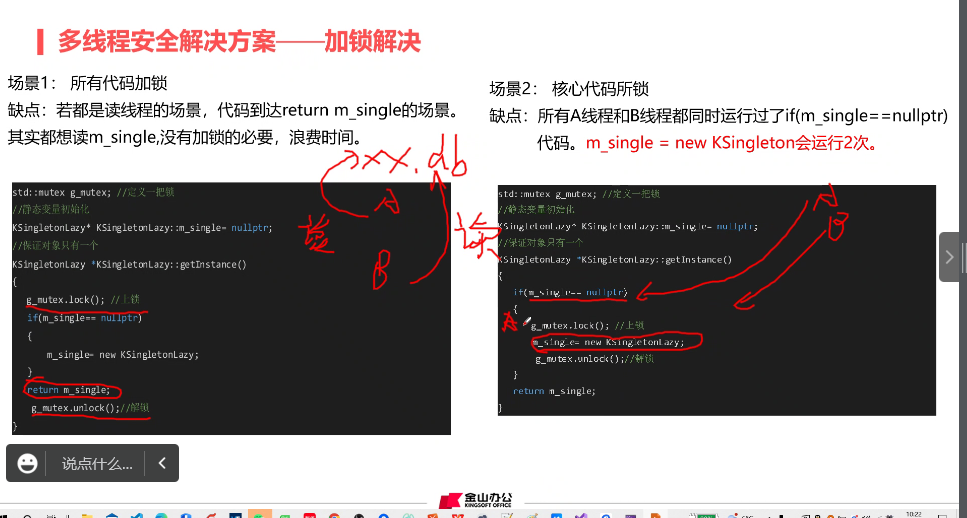 多线程安全解决方案——加锁解决
场景1： 所有代码加锁
缺点：若都是读线程的场景，代码到达return m_single的场景。
其实都想读m_single,没有加锁的必要，浪费时间。
xx.db
A
B
读
std::mutex g_mutex; //定义一把锁
//静态变量初始化
KSingletonLazy* KSingletonLazy::m_single= nullptr;
//保证对象只有一个
KSingletonLazy *KSingletonLazy::getInstance()
{
g_mutex.lock(); //上锁
if(m_single== nullptr)
{
m_single= new KSingletonLazy;
}
return m_single;
g_mutex.unlock();//解锁
}
场景2： 核心代码所锁
缺点：所有A线程和B线程都同时运行过了if(m_single==nullptr)
代码。m_single = new KSingleton会运行2次。
A
B
std::mutex g_mutex; //定义一把锁
//静态变量初始化
KSingletonLazy* KSingletonLazy::m_single= nullptr;
//保证对象只有一个
KSingletonLazy *KSingletonLazy::getInstance()
{
if(m_single== nullptr)
{
A
g_mutex.lock(); //上锁
m_single= new KSingletonLazy;
g_mutex.unlock();//解锁
}
return m_single;
}
说点什么...
金山办公
KINGSOFT OFFICE
10:22